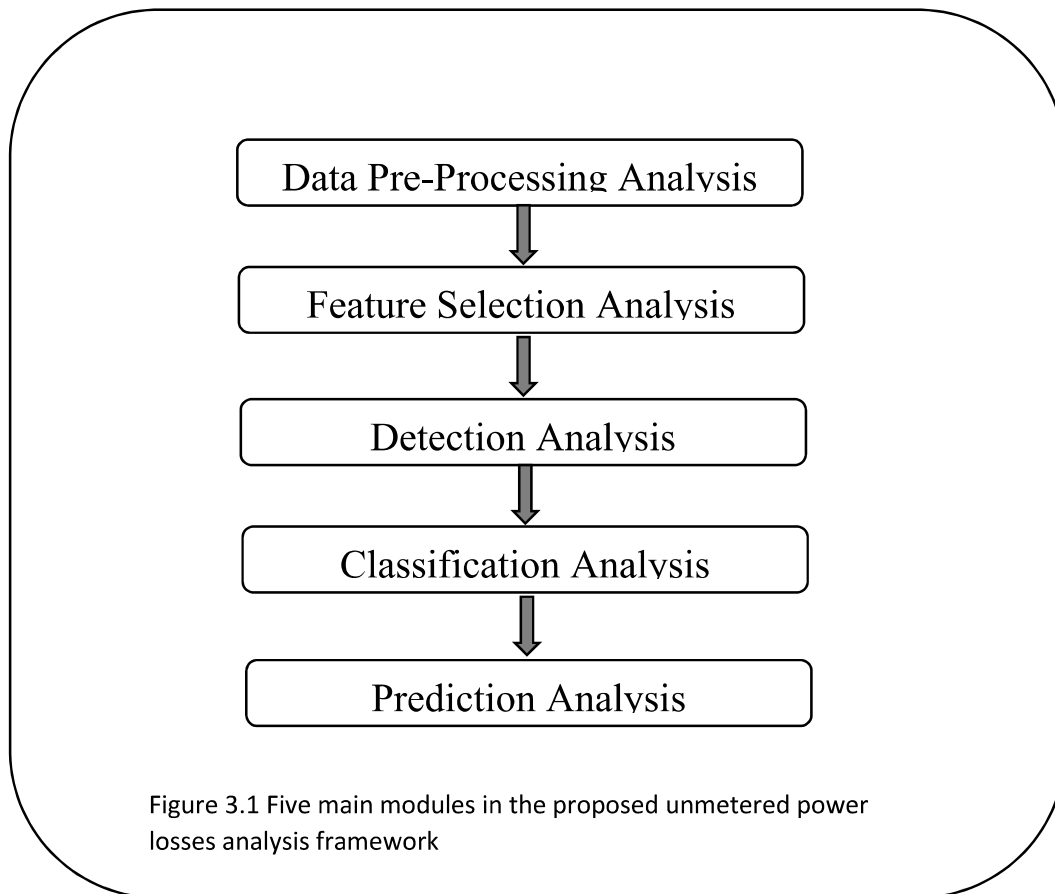 Data Pre-Processing Analysis
Feature Selection Analysis
Detection Analysis
Classification Analysis
Prediction Analysis
Figure 3.1 Five main modules in the proposed unmetered power
losses analysis framework